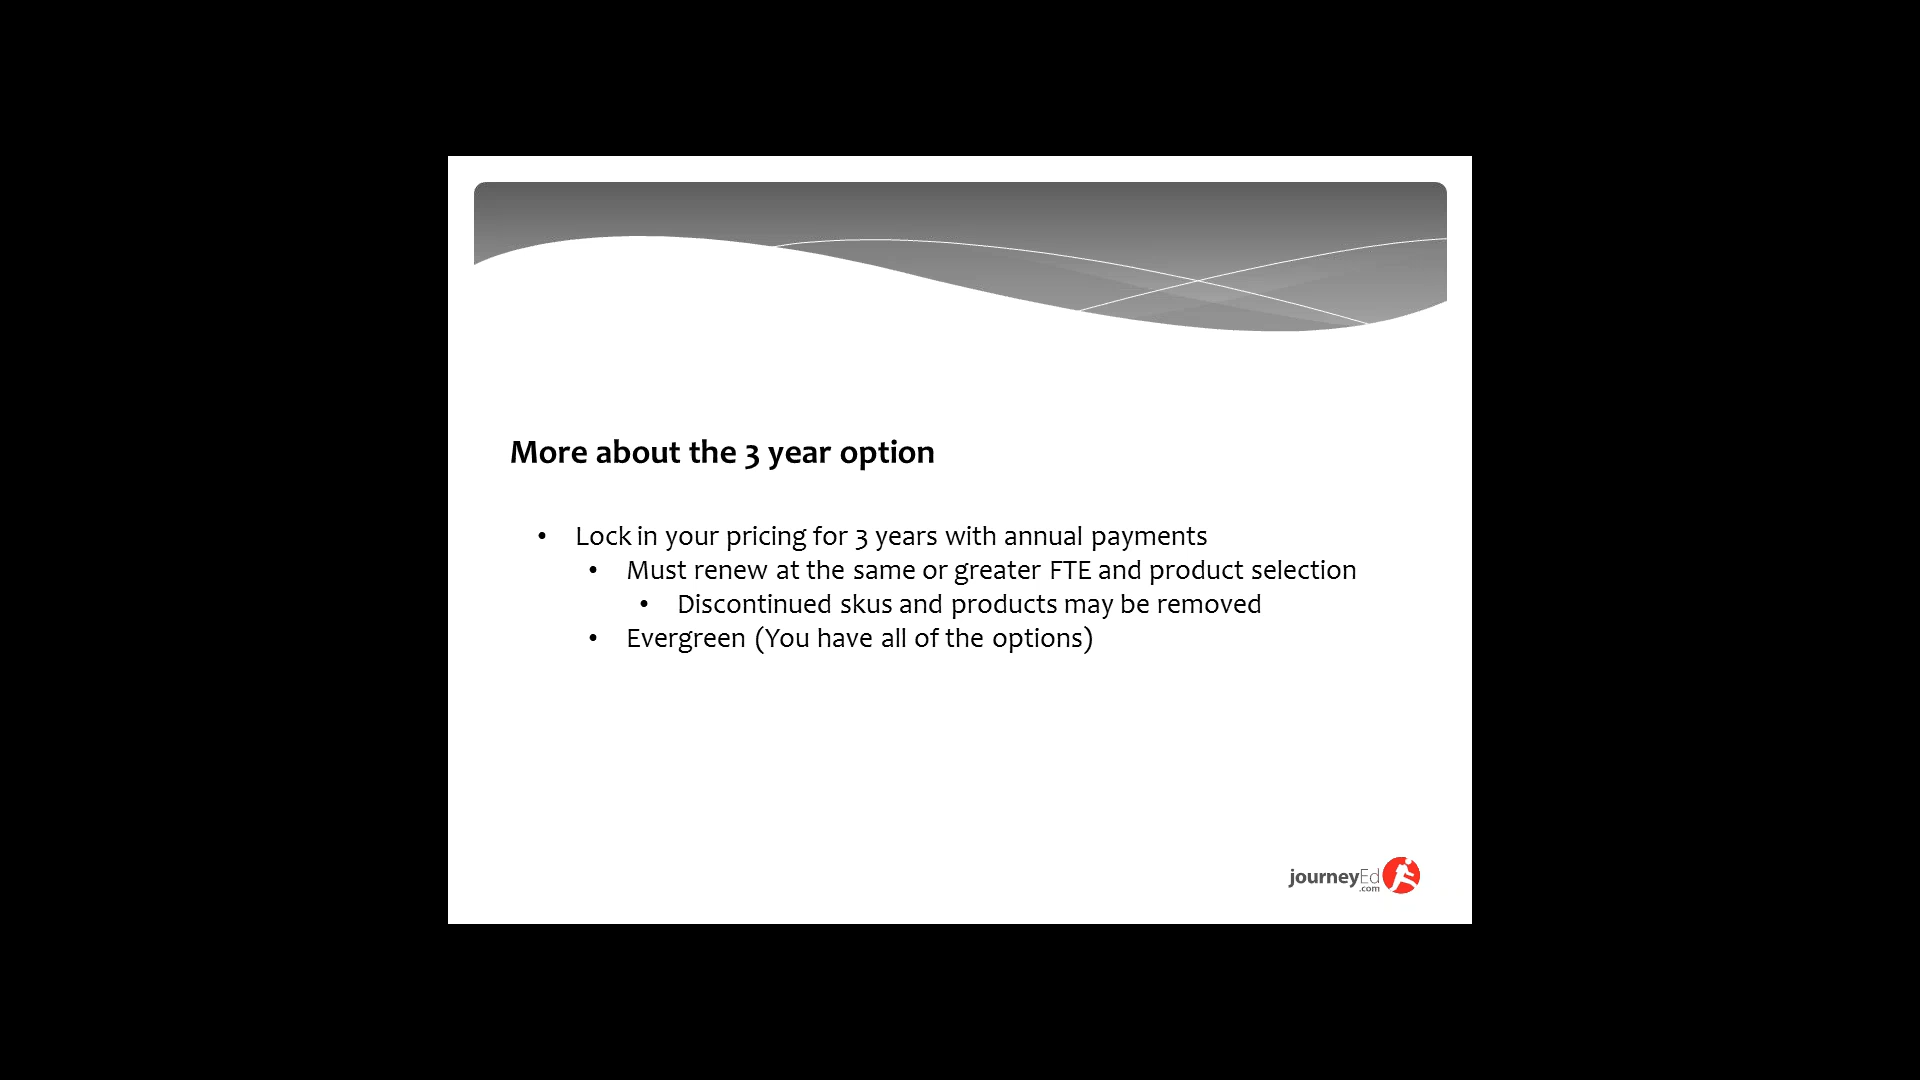 More about the 3 year option
• Lock in your pricing for 3 years with annual payments
• Must renew at the same or greater FTE and product selection
• Discontinued skus and products may be removed
• Evergreen (You have all of the options)
journeyEd
.com